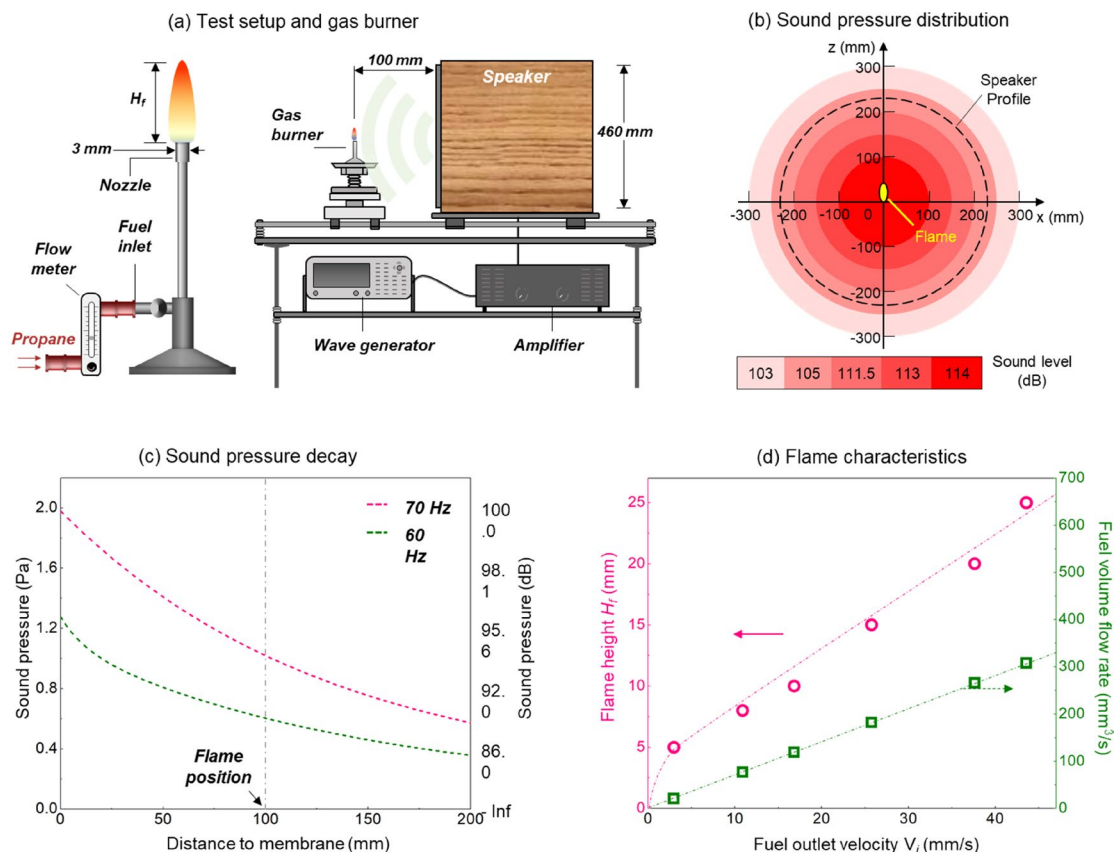 (a) Test setup and gas burner
H_f
3 mm
Nozzle
Fuel
inlet
Flow
meter
Propane
100 mm
Speaker
Gas
burner
460 mm
Wave generator
Amplifier
(b) Sound pressure distribution
z (mm)
300
200
100
-300 -200 -100 0 100 200 300
x (mm)
-100
-300
Speaker
Profile
Flame
103 105 111.5 113 114
Sound level
(dB)
(c) Sound pressure decay
Sound pressure (Pa)
2.0
1.6
1.2
0.8
0.4
0.0
0 50 100 150 200
Distance to membrane (mm)
70 Hz
60
Hz
Flame
position
100
.0
98.
1
95.
6
92.
0
86.
0
- Inf
Sound pressure (dB)
(d) Flame characteristics
Flame height H_f (mm)
25
20
15
10
5
0
0 10 20 30 40
Fuel outlet velocity V_i (mm/s)
700
600
500
400
300
200
100
0
Fuel volume flow
rate (mm³/s)